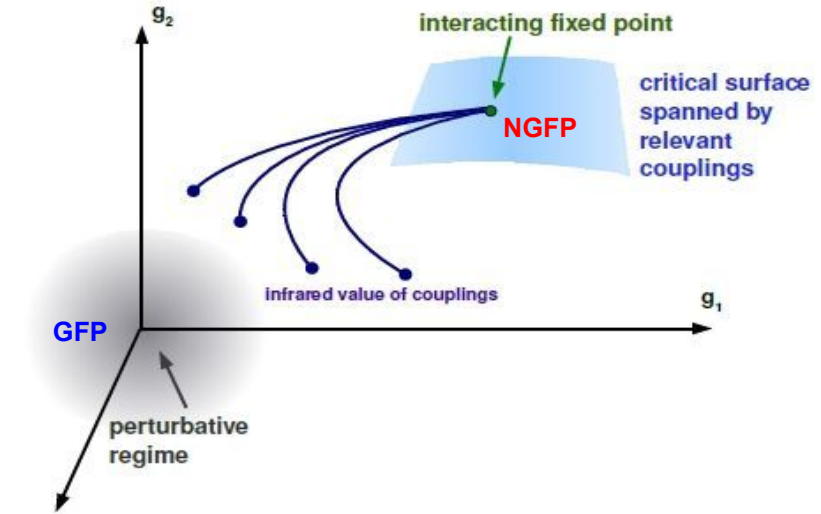 g₂
interacting fixed point
critical surface
spanned by
relevant
couplings
NGFP
infrared value of couplings
g₁
GFP
perturbative
regime